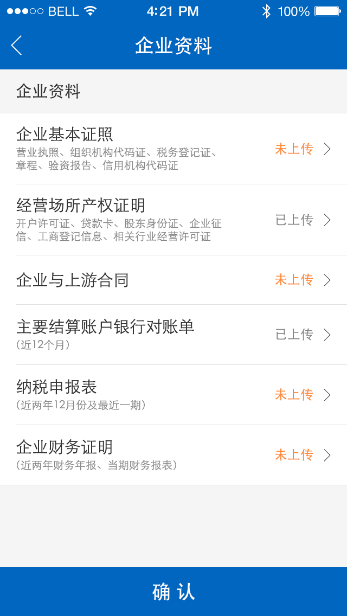 BELL 4:21 PM 100%
企业资料
企业资料
企业基本证照
营业执照、组织机构代码证、税务登记证、
章程、验资报告、信用机构代码证
未上传
经营场所产权证明
开户许可证、贷款卡、股东身份证、企业征
信、工商登记信息、相关行业经营许可证
已上传
企业与上游合同
未上传
主要结算账户银行对账单
(近12个月)
已上传
纳税申报表
(近两年12月份及最近一期)
未上传
企业财务证明
(近两年财务年报、当期财务报表)
未上传
确 认